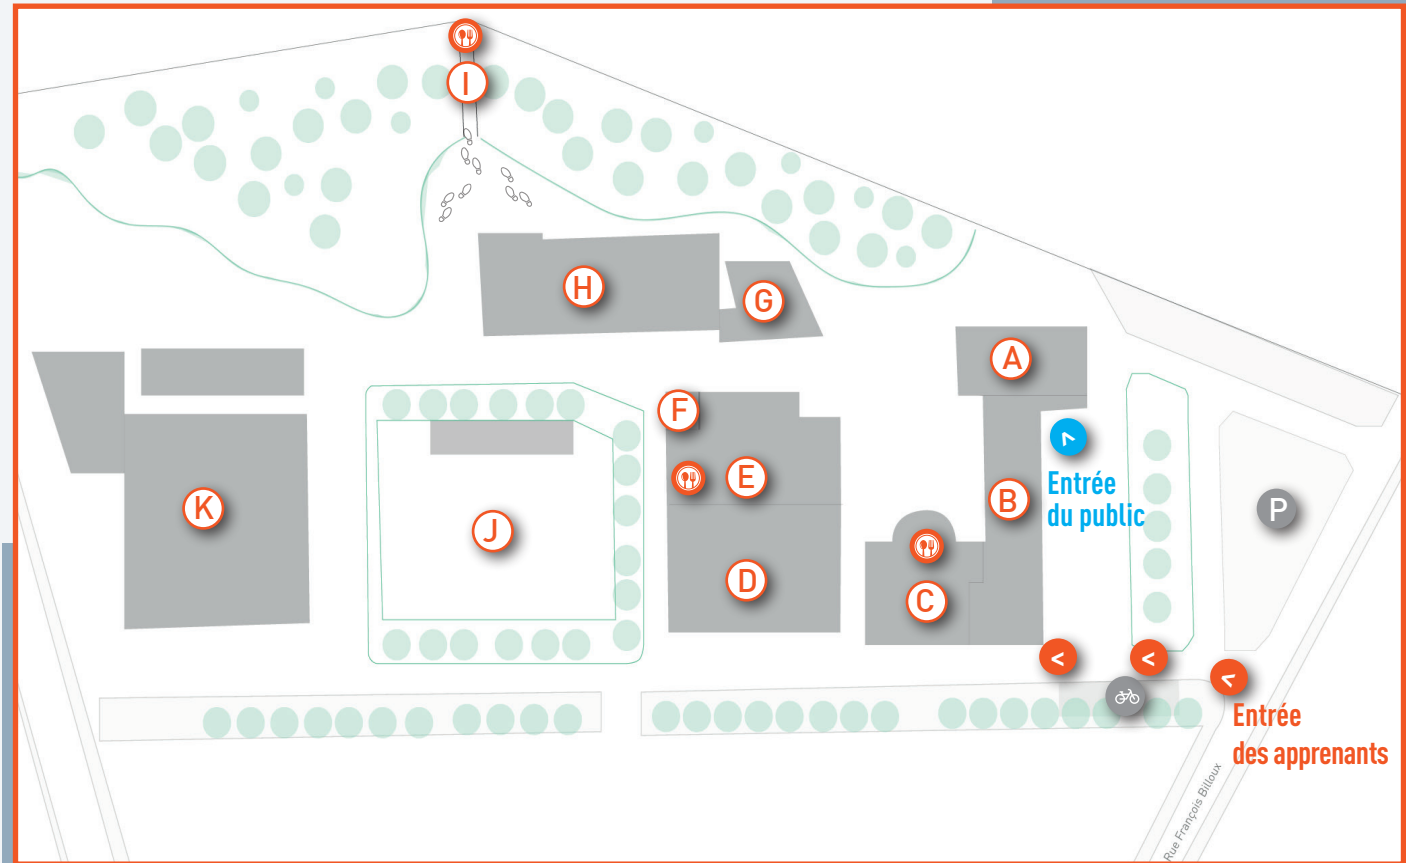 I
H
G
A
F
E
K
J
B
P
D
C
Entrée
du public
Entrée
des apprenants
Rue François Billoux